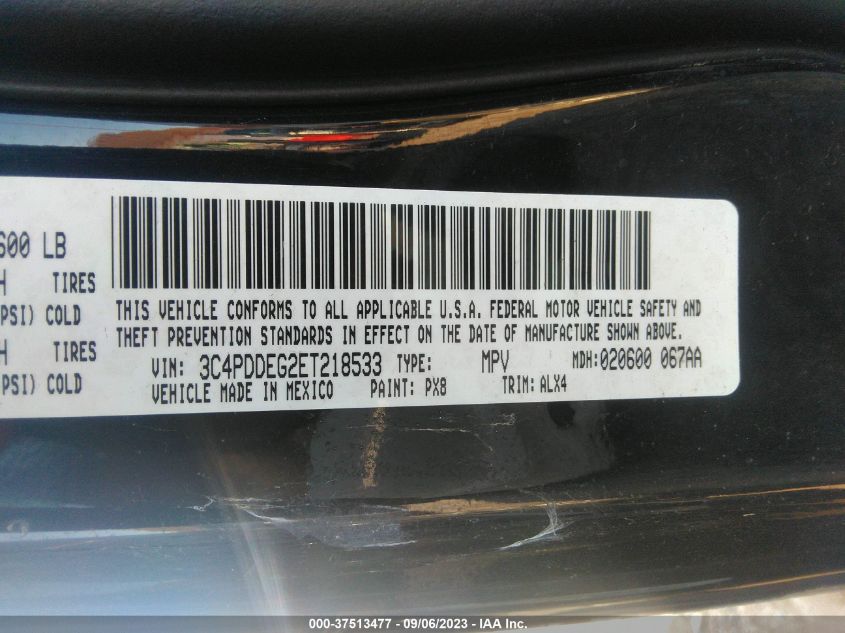 600 LB
H TIRES
PSI) COLD
H TIRES
PSI) COLD
THIS VEHICLE CONFORMS TO ALL APPLICABLE U.S.A. FEDERAL MOTOR VEHICLE SAFETY AND
THEFT PREVENTION STANDARDS IN EFFECT ON THE DATE OF MANUFACTURE SHOWN ABOVE.
VIN: 3C4PDDEG2ET218533 TYPE: MPV MDH:020600 067AA
VEHICLE MADE IN MEXICO PAINT: PX8 TRIM: ALX4
000-37513477 - 09/06/2023 - IAA Inc.